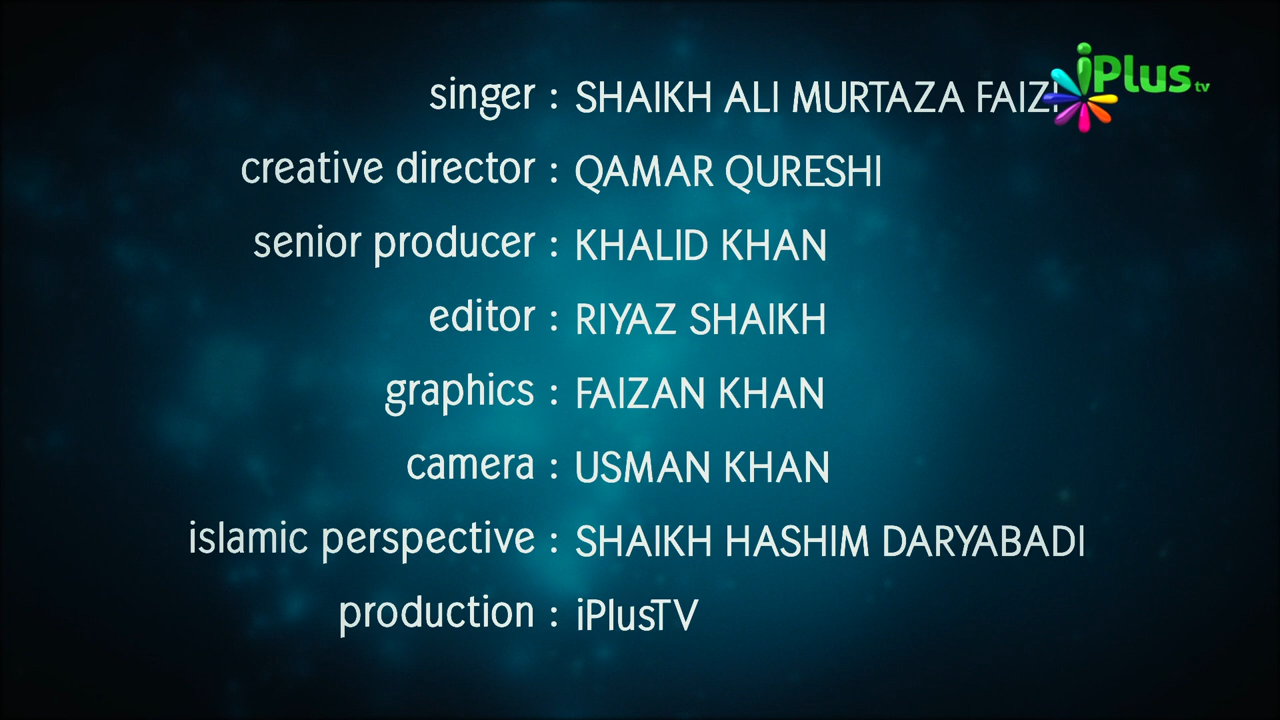 singer : SHAIKH ALI MURTAZA FAIZI
iPlus tv
creative director : QAMAR QURESHI
senior producer : KHALID KHAN
editor : RIYAZ SHAIKH
graphics : FAIZAN KHAN
camera : USMAN KHAN
islamic perspective : SHAIKH HASHIM DARYABADI
production : iPlusTV